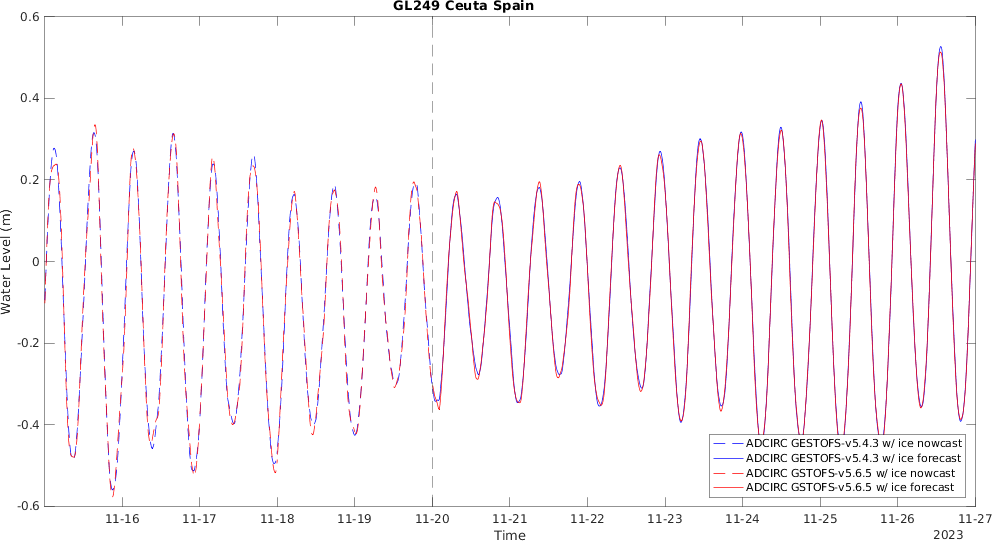 GL249 Ceuta Spain
0.6
0.4
0.2
0
-0.2
-0.4
-0.6
Water Level (m)
ADCIRC GESTOFS-v5.4.3 w/ ice nowcast
ADCIRC GESTOFS-v5.4.3 w/ ice forecast
ADCIRC GSTOFS-v5.6.5 w/ ice nowcast
ADCIRC GSTOFS-v5.6.5 w/ ice forecast
11-16 11-17 11-18 11-19 11-20 11-21 11-22 11-23 11-24 11-25 11-26 11-27
Time
2023